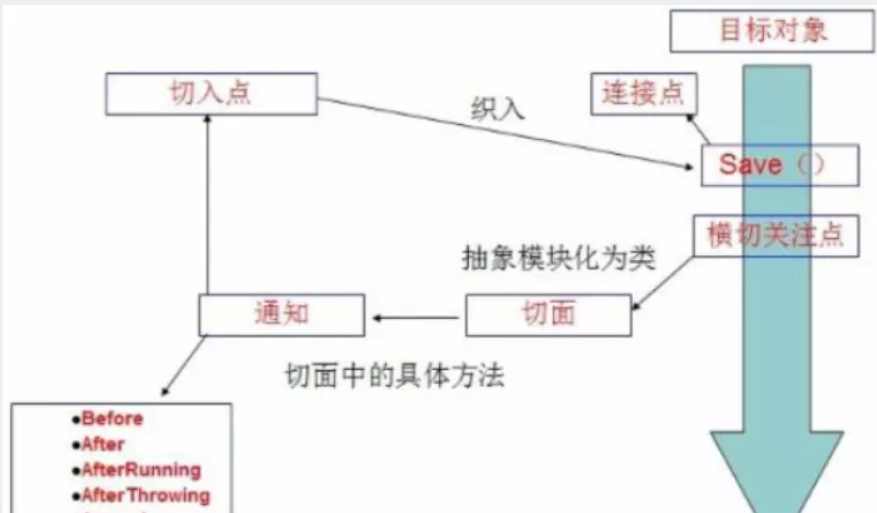 目标对象
切入点
连接点
织入
Save（）
横切关注点
抽象模块化为类
通知
切面
切面中的具体方法
●Before
●After
●AfterRunning
●AfterThrowing